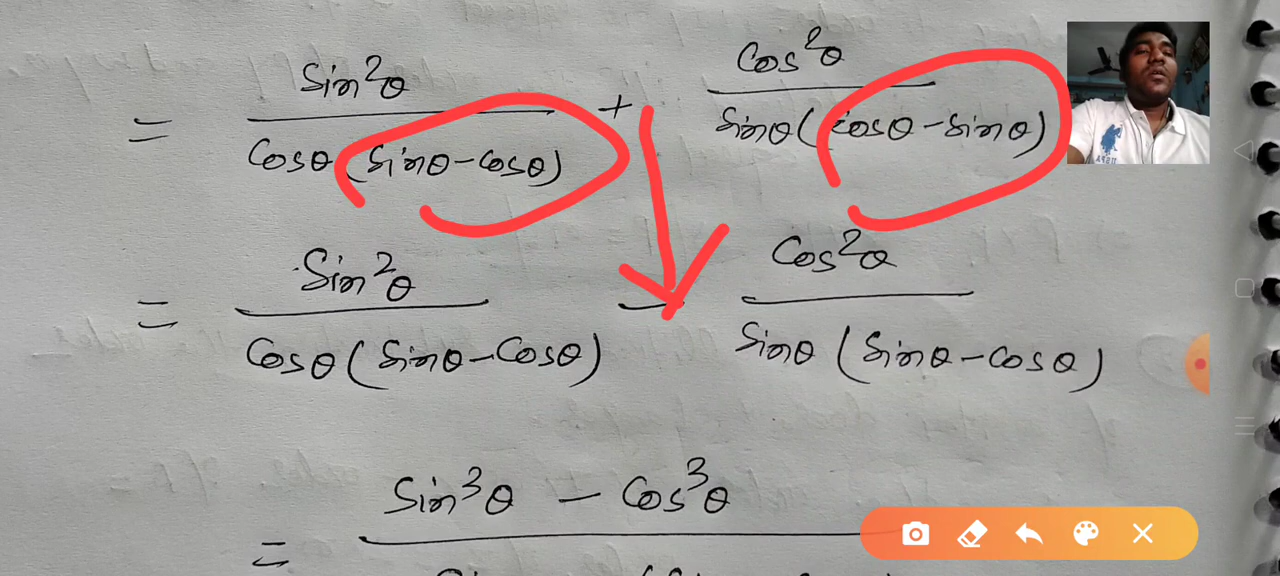 = Sin²θ / Cosθ (Sinθ-Cosθ) + Cos²θ / Sinθ (Cosθ-Sinθ)
= Sin²θ / Cosθ (Sinθ-Cosθ) - Cos²θ / Sinθ (Sinθ-Cosθ)
= Sin³θ - Cos³θ